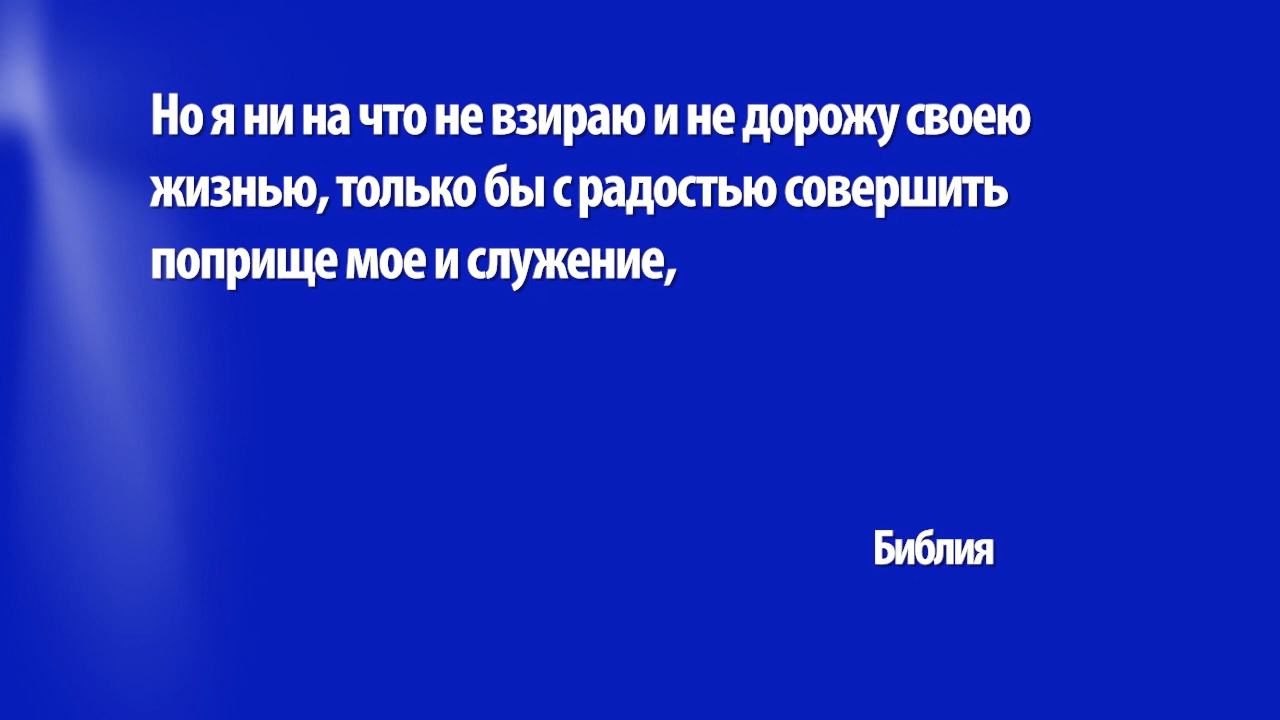 Но я ни на что не взираю и не дорожу своею
жизнью, только бы с радостью совершить
поприще мое и служение,
Библия